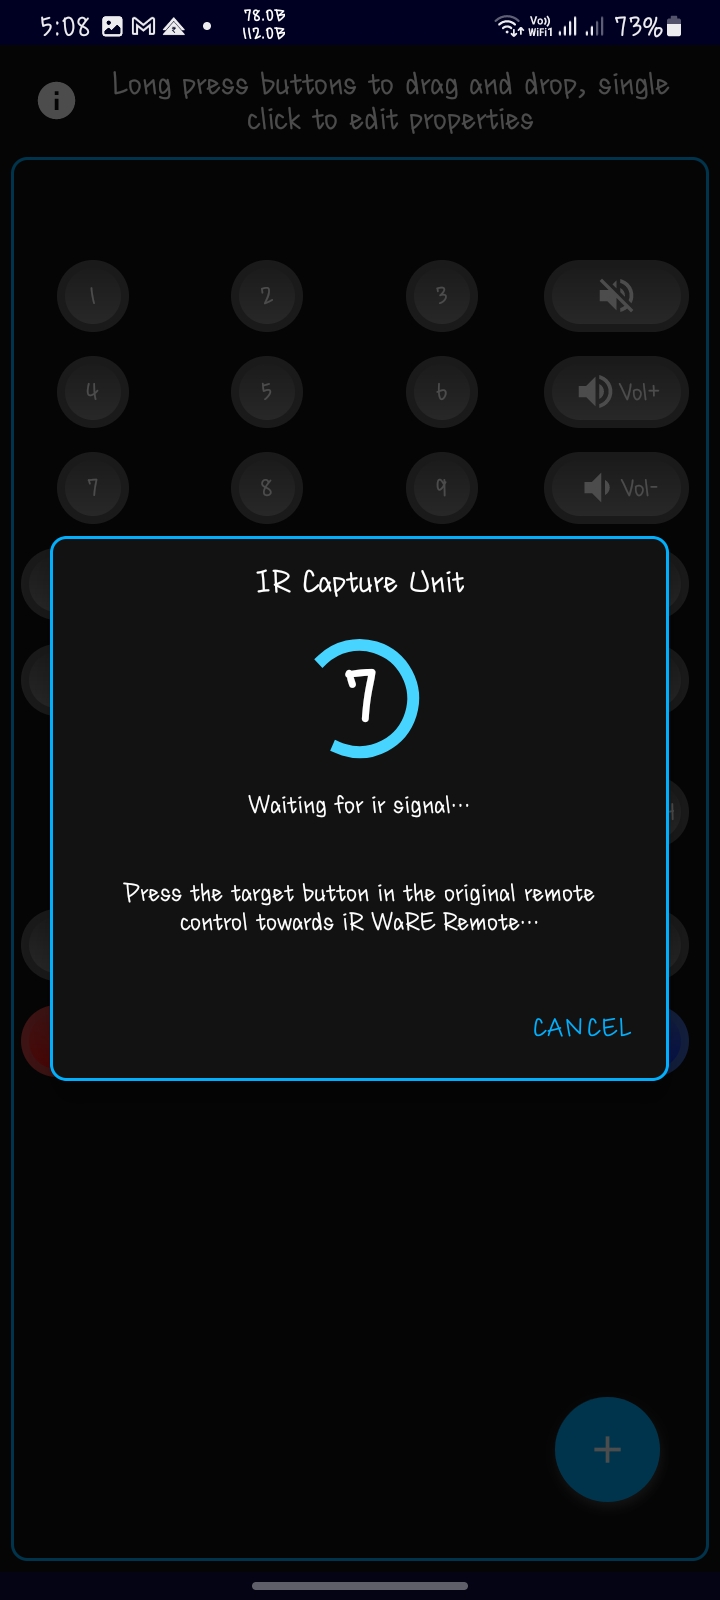 5:08
78.0B
112.0B
Vo))
WiFi1
73%
Long press buttons to drag and drop, single
click to edit properties
1 2 3
4 5 6 Vol+
7 8 9 Vol-
IR Capture Unit
7
Waiting for ir signal...
Press the target button in the original remote
control towards iR WaRE Remote...
CANCEL